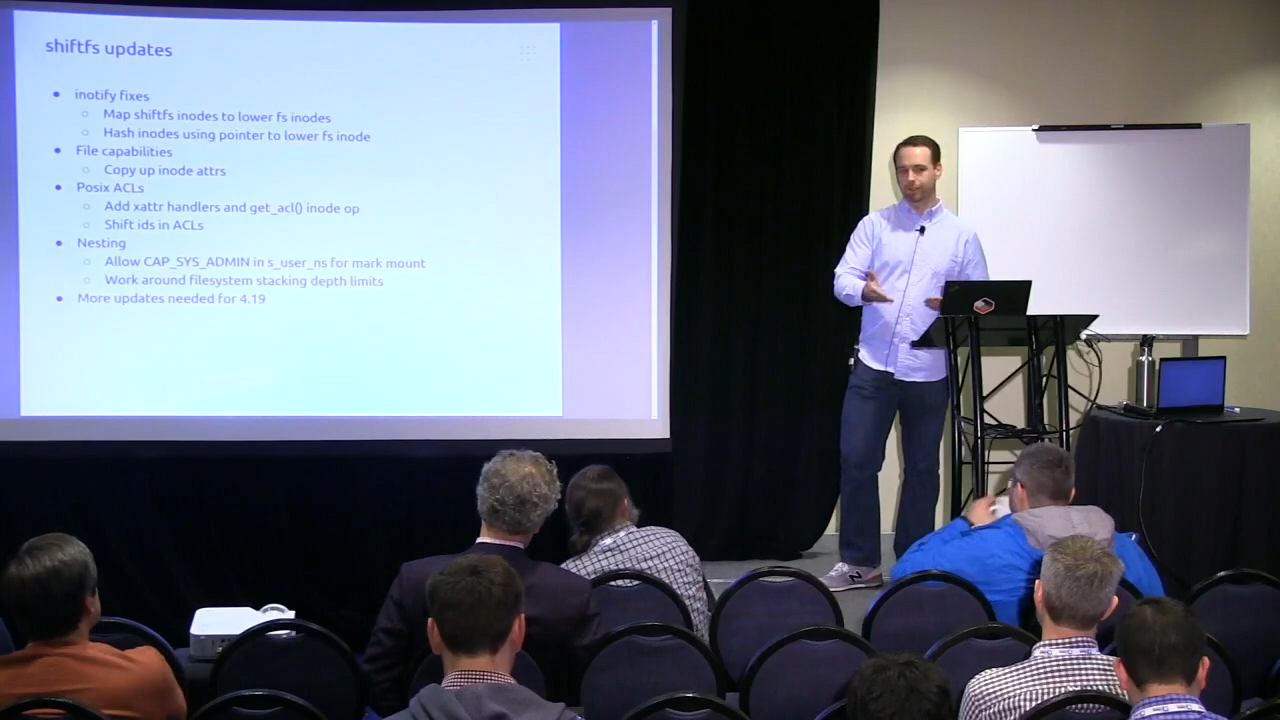 shiftfs updates
● inotify fixes
○ Map shiftfs inodes to lower fs inodes
○ Hash inodes using pointer to lower fs inode
● File capabilities
○ Copy up inode attrs
● Posix ACLs
○ Add xattr handlers and get_acl() inode op
○ Shift ids in ACLs
● Nesting
○ Allow CAP_SYS_ADMIN in s_user_ns for mark mount
○ Work around filesystem stacking depth limits
● More updates needed for 4.19